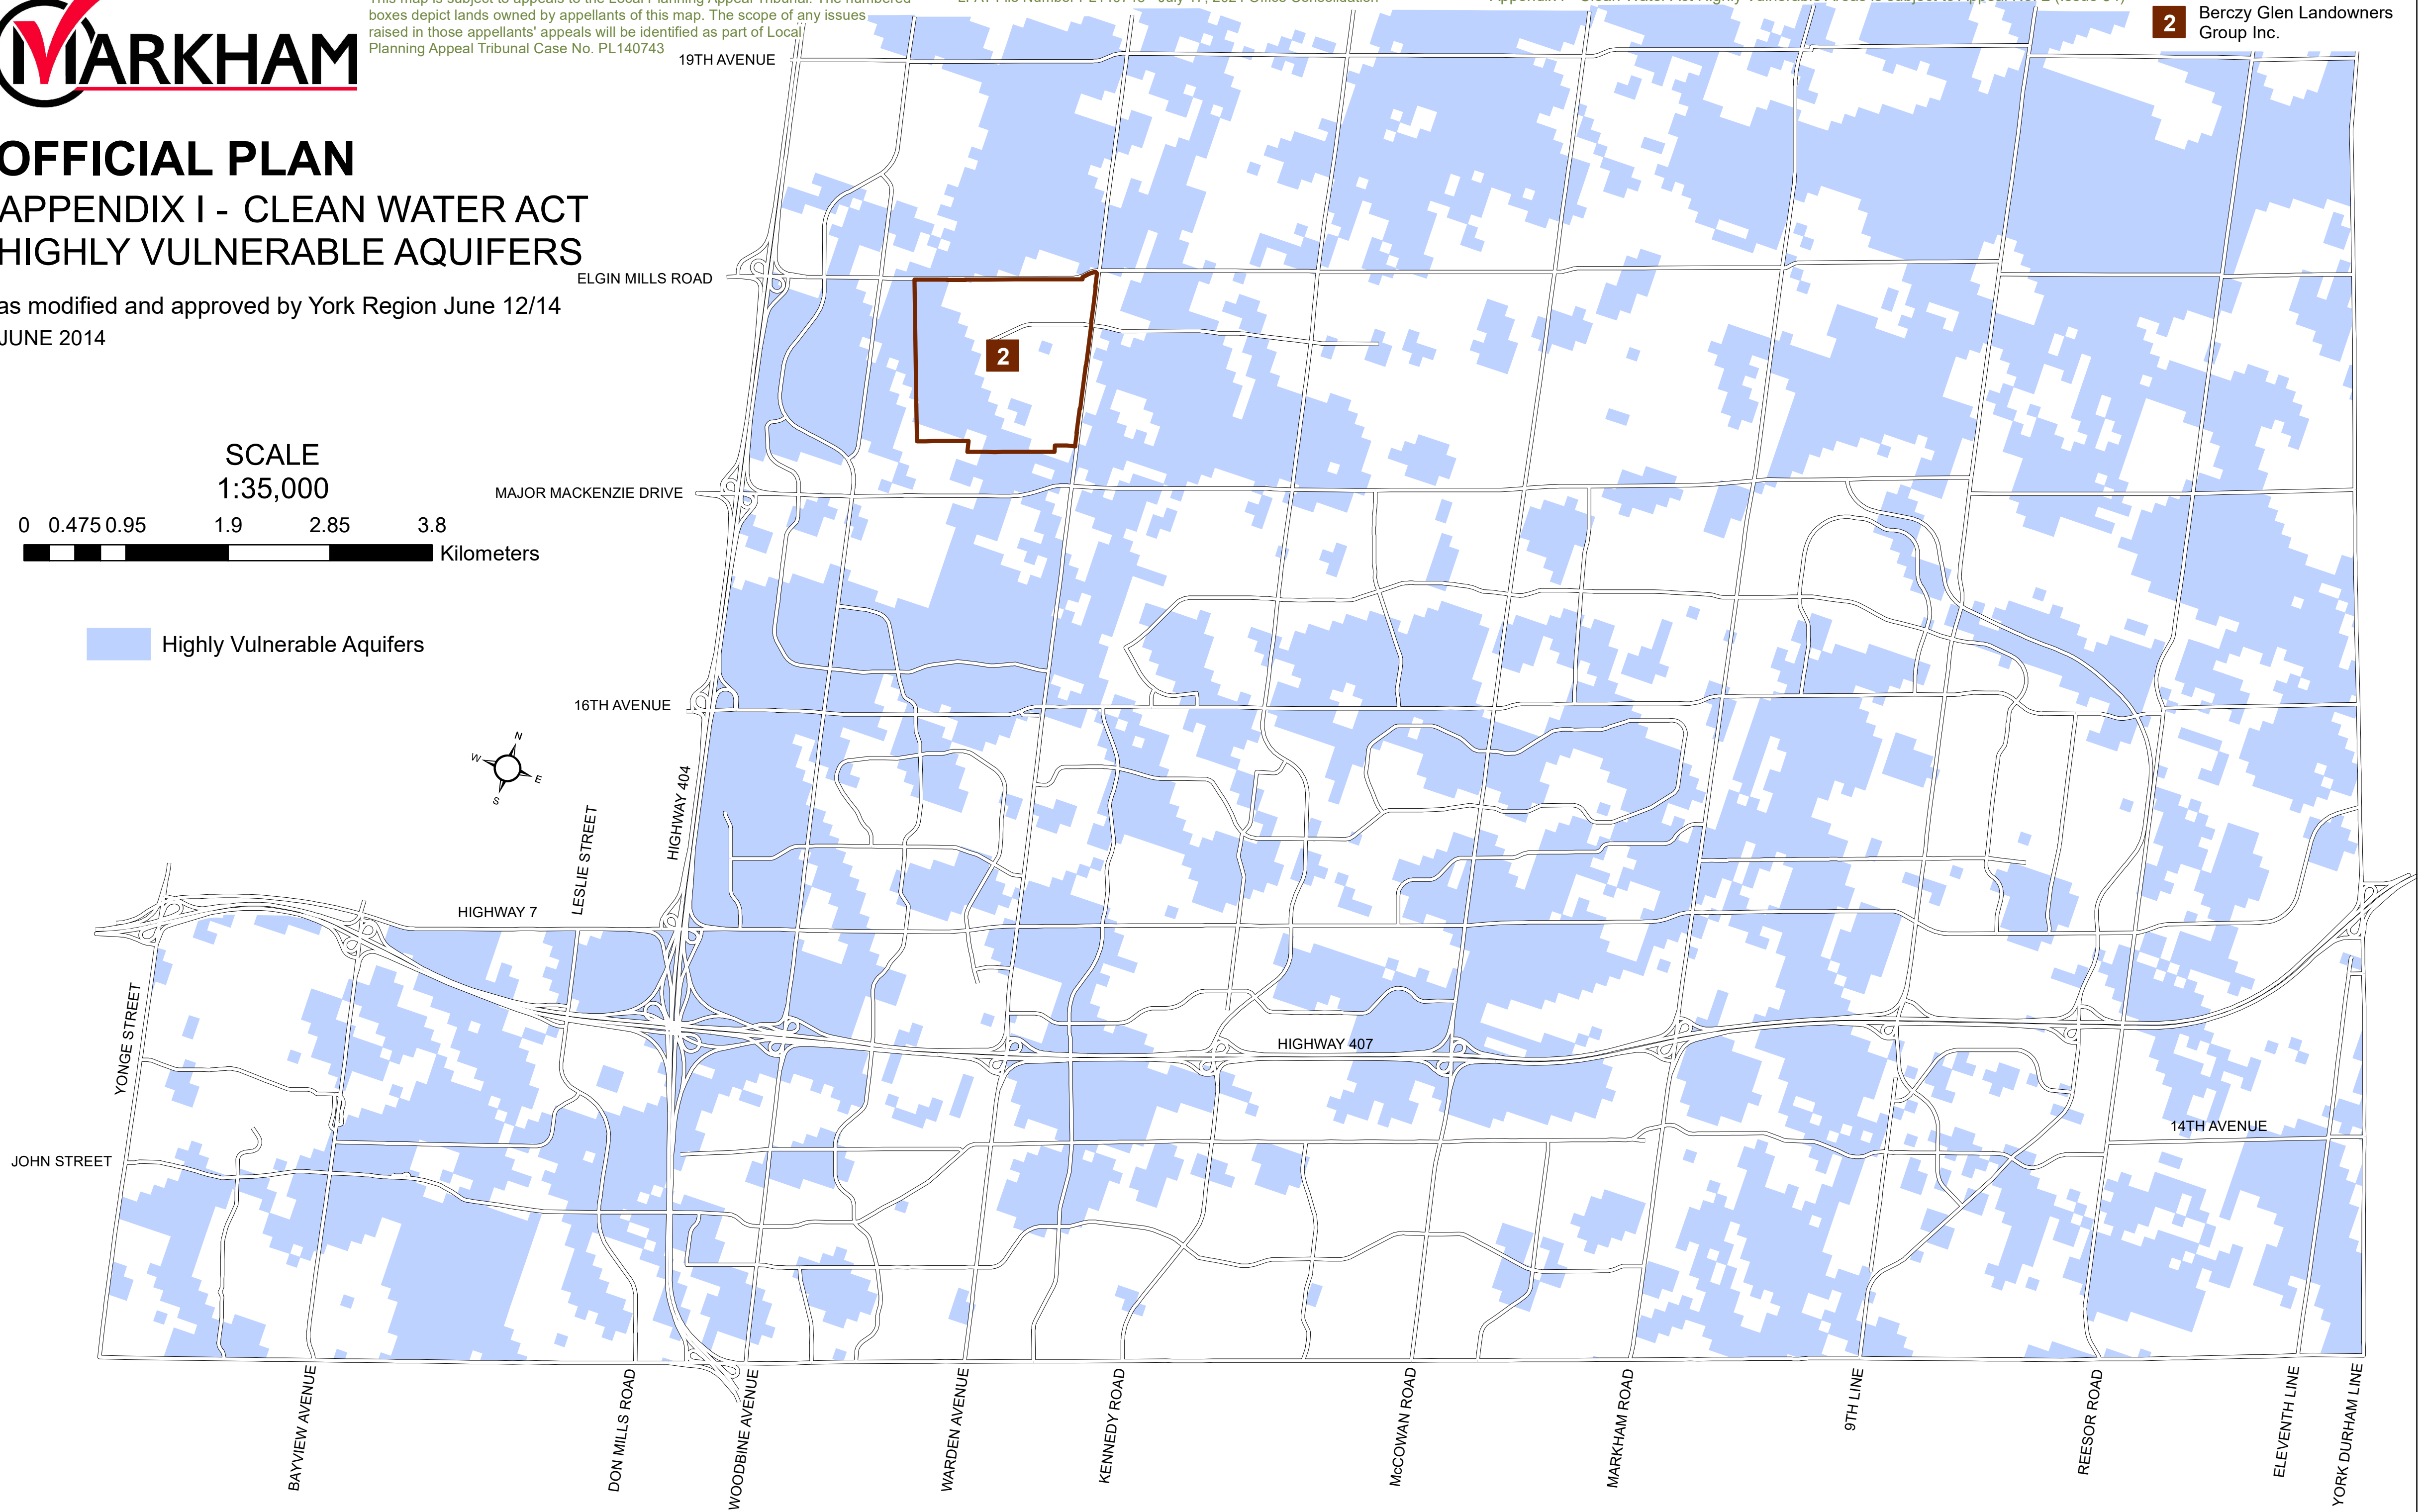 boxes depict lands owned by appellants of this map. The scope of any issues
raised in those appellants' appeals will be identified as part of Local
Planning Appeal Tribunal Case No. PL140743
MARKHAM
OFFICIAL PLAN
APPENDIX I - CLEAN WATER ACT
HIGHLY VULNERABLE AQUIFERS
as modified and approved by York Region June 12/14
JUNE 2014
SCALE
1:35,000
0 0.475 0.95 1.9 2.85 3.8
Kilometers
Highly Vulnerable Aquifers
2
Berczy Glen Landowners
Group Inc.
19TH AVENUE
ELGIN MILLS ROAD
2
MAJOR MACKENZIE DRIVE
16TH AVENUE
N
W
E
S
HIGHWAY 404
LESLIE STREET
HIGHWAY 7
YONGE STREET
HIGHWAY 407
14TH AVENUE
JOHN STREET
BAYVIEW AVENUE
DON MILLS ROAD
WOODBINE AVENUE
WARDEN AVENUE
KENNEDY ROAD
McCOWAN ROAD
MARKHAM ROAD
9TH LINE
REESOR ROAD
ELEVENTH LINE
YORK DURHAM LINE